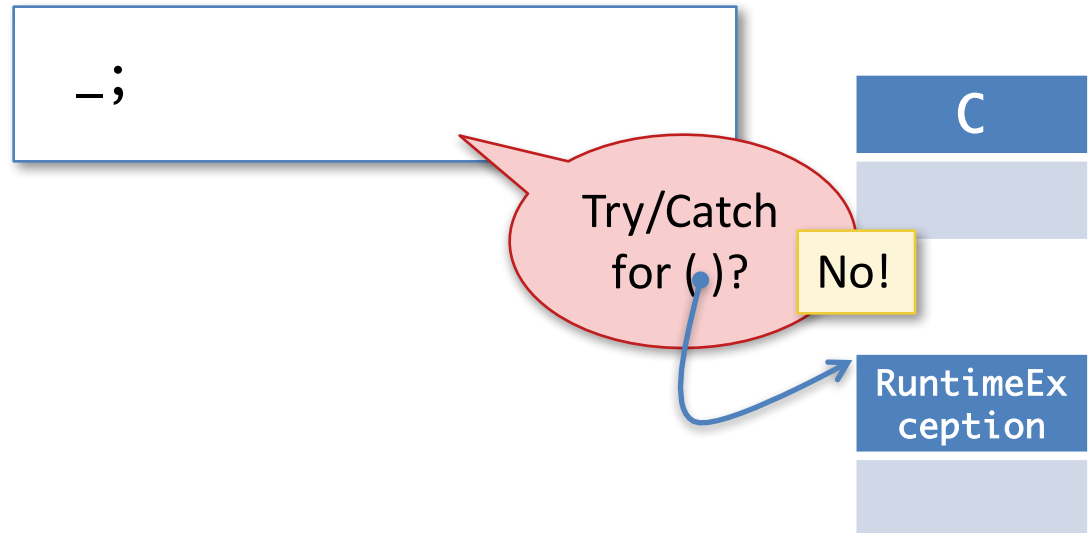 _;
C
Try/Catch
for ( )?
No!
RuntimeEx
ception